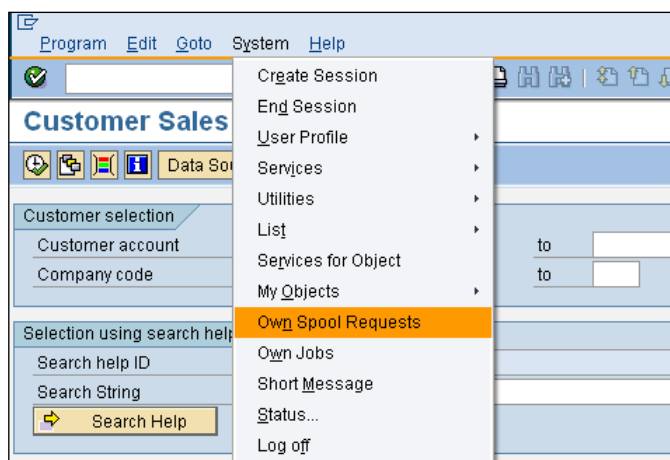 Program Edit Goto System Help
Create Session
End Session
Customer Sales
User Profile
Data Sou
Services
Utilities
Customer selection
List
Customer account to
Services for Object
Company code to
My Objects
Own Spool Requests
Selection using search help
Own Jobs
Search help ID
Short Message
Search String
Status...
Search Help
Log off